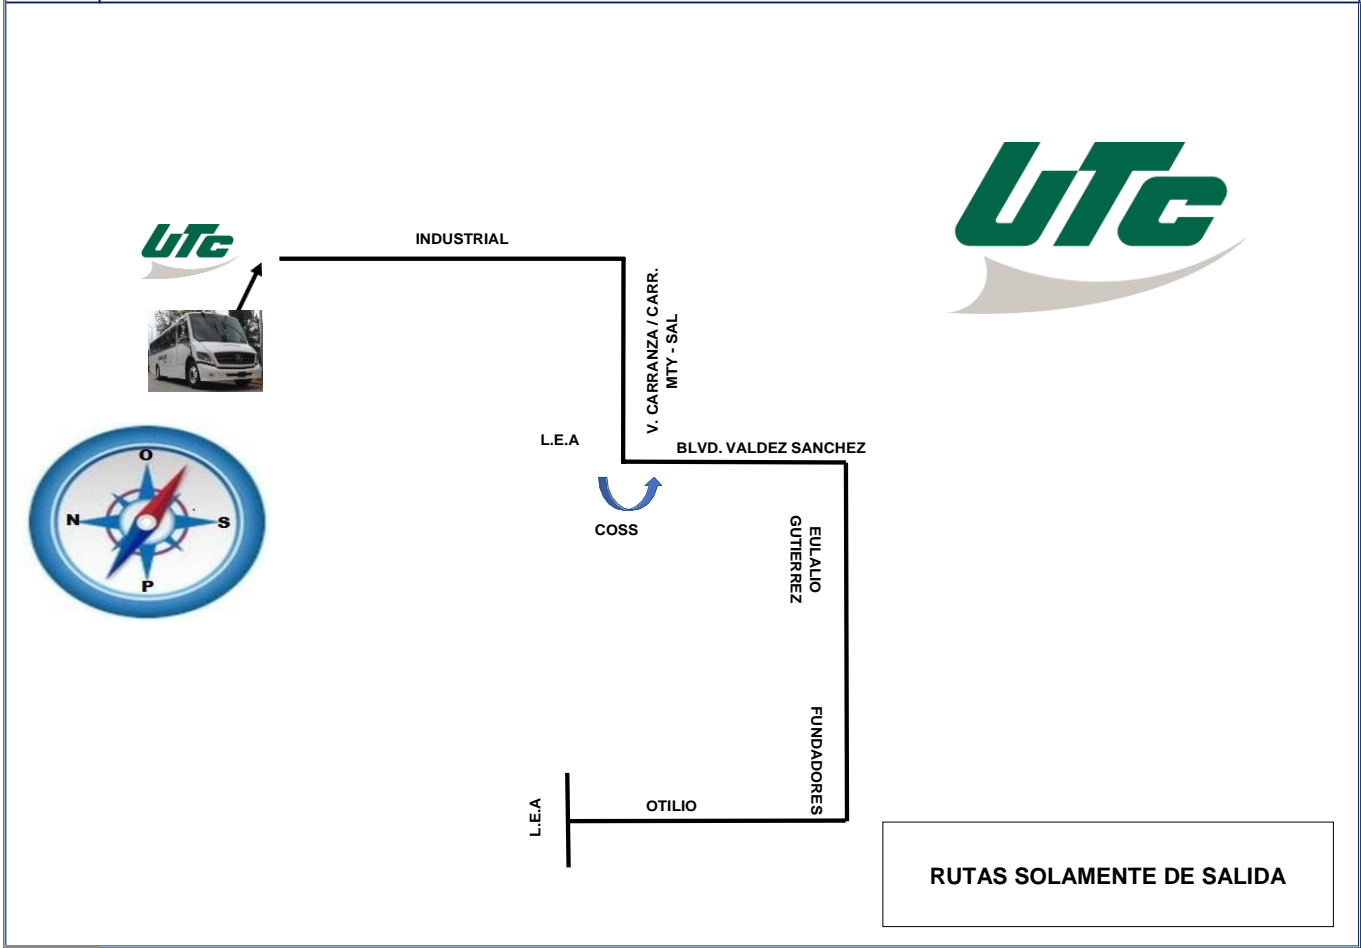 UTC
UTC
INDUSTRIAL
V. CARRANZA / CARR.
MTY - SAL
L.E.A
BLVD. VALDEZ SANCHEZ
COSS
O
N
S
P
EULALIO
GUTIERREZ
FUNDADORES
L.E.A
OTILIO
RUTAS SOLAMENTE DE SALIDA